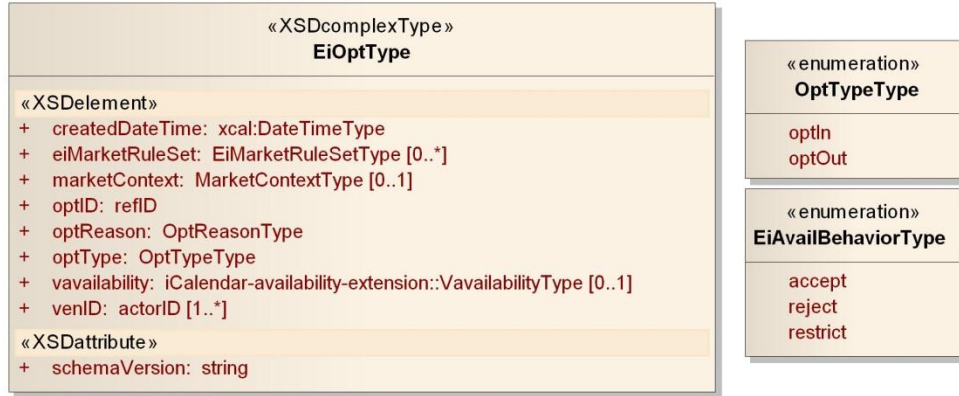 «XSDcomplexType»
EiOptType
«XSDelement»
+ createdDateTime: xcal:DateTimeType
+ eiMarketRuleSet: EiMarketRuleSetType [0..*]
+ marketContext: MarketContextType [0..1]
+ optID: refID
+ optReason: OptReasonType
+ optType: OptTypeType
+ vavailability: iCalendar-availability-extension::VavailabilityType [0..1]
+ venID: actorID [1..*]
«XSDattribute»
+ schemaVersion: string
«enumeration»
OptTypeType
optIn
optOut
«enumeration»
EiAvailBehaviorType
accept
reject
restrict